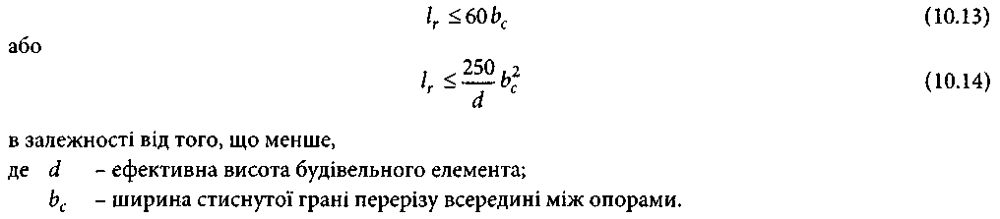 l_r ≤ 60 b_c (10.13)
або
l_r ≤ \frac{250}{d} b_c^2 (10.14)
в залежності від того, що менше,
де d – ефективна висота будівельного елемента;
b_c – ширина стиснутої грані перерізу всередині між опорами.